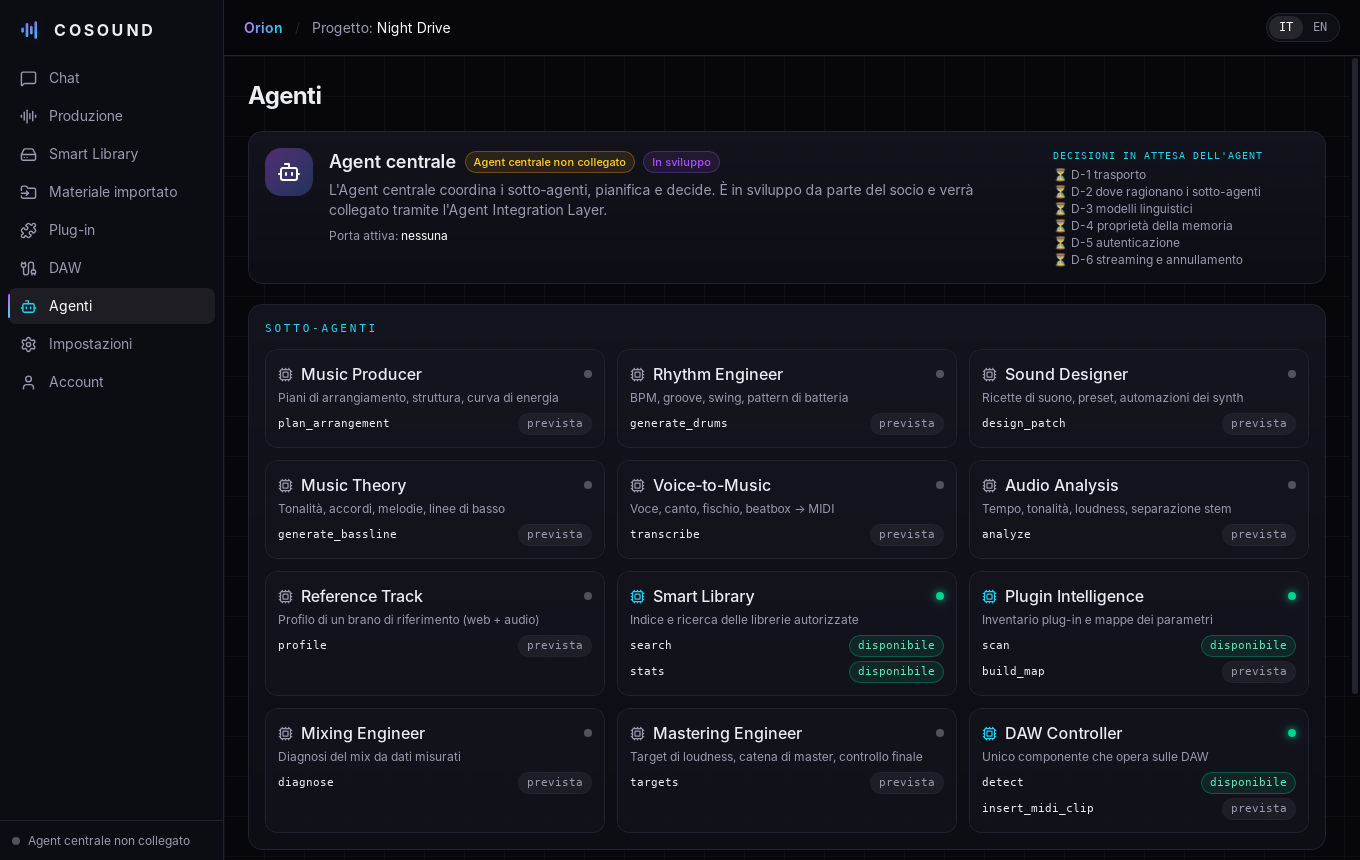 COSOUND
Chat
Produzione
Smart Library
Materiale importato
Plug-in
DAW
Agenti
Impostazioni
Account
Agent centrale non collegato
Orion / Progetto: Night Drive
IT EN
Agenti
Agent centrale Agent centrale non collegato In sviluppo
L'Agent centrale coordina i sotto-agenti, pianifica e decide. È in sviluppo da parte del socio e verrà
collegato tramite l'Agent Integration Layer.
Porta attiva: nessuna
DECISIONI IN ATTESA DELL'AGENT
⏳ D-1 trasporto
⏳ D-2 dove ragionano i sotto-agenti
⏳ D-3 modelli linguistici
⏳ D-4 proprietà della memoria
⏳ D-5 autenticazione
⏳ D-6 streaming e annullamento
SOTTO-AGENTI
Music Producer
Piani di arrangiamento, struttura, curva di energia
plan_arrangement prevista
Rhythm Engineer
BPM, groove, swing, pattern di batteria
generate_drums prevista
Sound Designer
Ricette di suono, preset, automazioni dei synth
design_patch prevista
Music Theory
Tonalità, accordi, melodie, linee di basso
generate_bassline prevista
Voice-to-Music
Voce, canto, fischio, beatbox → MIDI
transcribe prevista
Audio Analysis
Tempo, tonalità, loudness, separazione stem
analyze prevista
Reference Track
Profilo di un brano di riferimento (web + audio)
profile prevista
Smart Library
Indice e ricerca delle librerie autorizzate
search disponibile
stats disponibile
Plugin Intelligence
Inventario plug-in e mappe dei parametri
scan disponibile
build_map prevista
Mixing Engineer
Diagnosi del mix da dati misurati
diagnose prevista
Mastering Engineer
Target di loudness, catena di master, controllo finale
targets prevista
DAW Controller
Unico componente che opera sulle DAW
detect disponibile
insert_midi_clip prevista